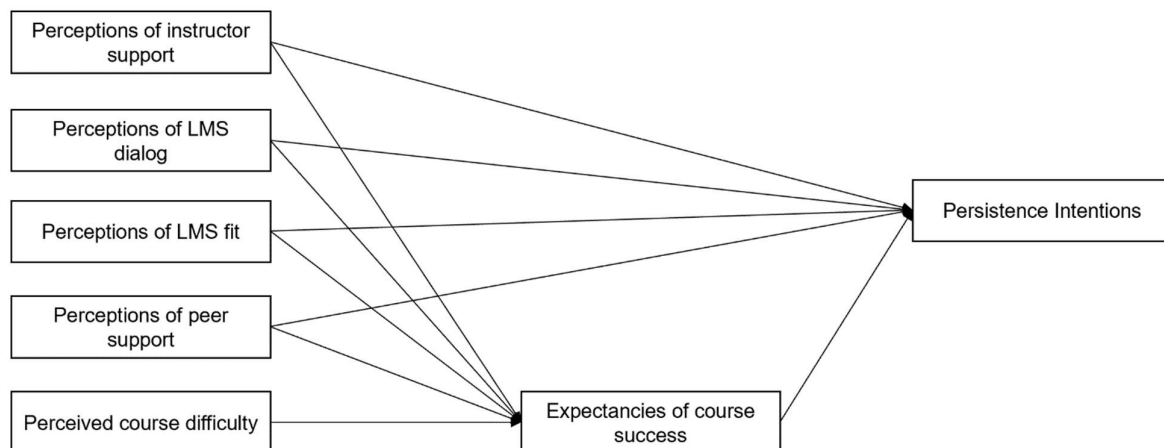 Perceptions of instructor
support
Perceptions of LMS
dialog
Perceptions of LMS fit
Perceptions of peer
support
Perceived course difficulty
Expectancies of course
success
Persistence Intentions